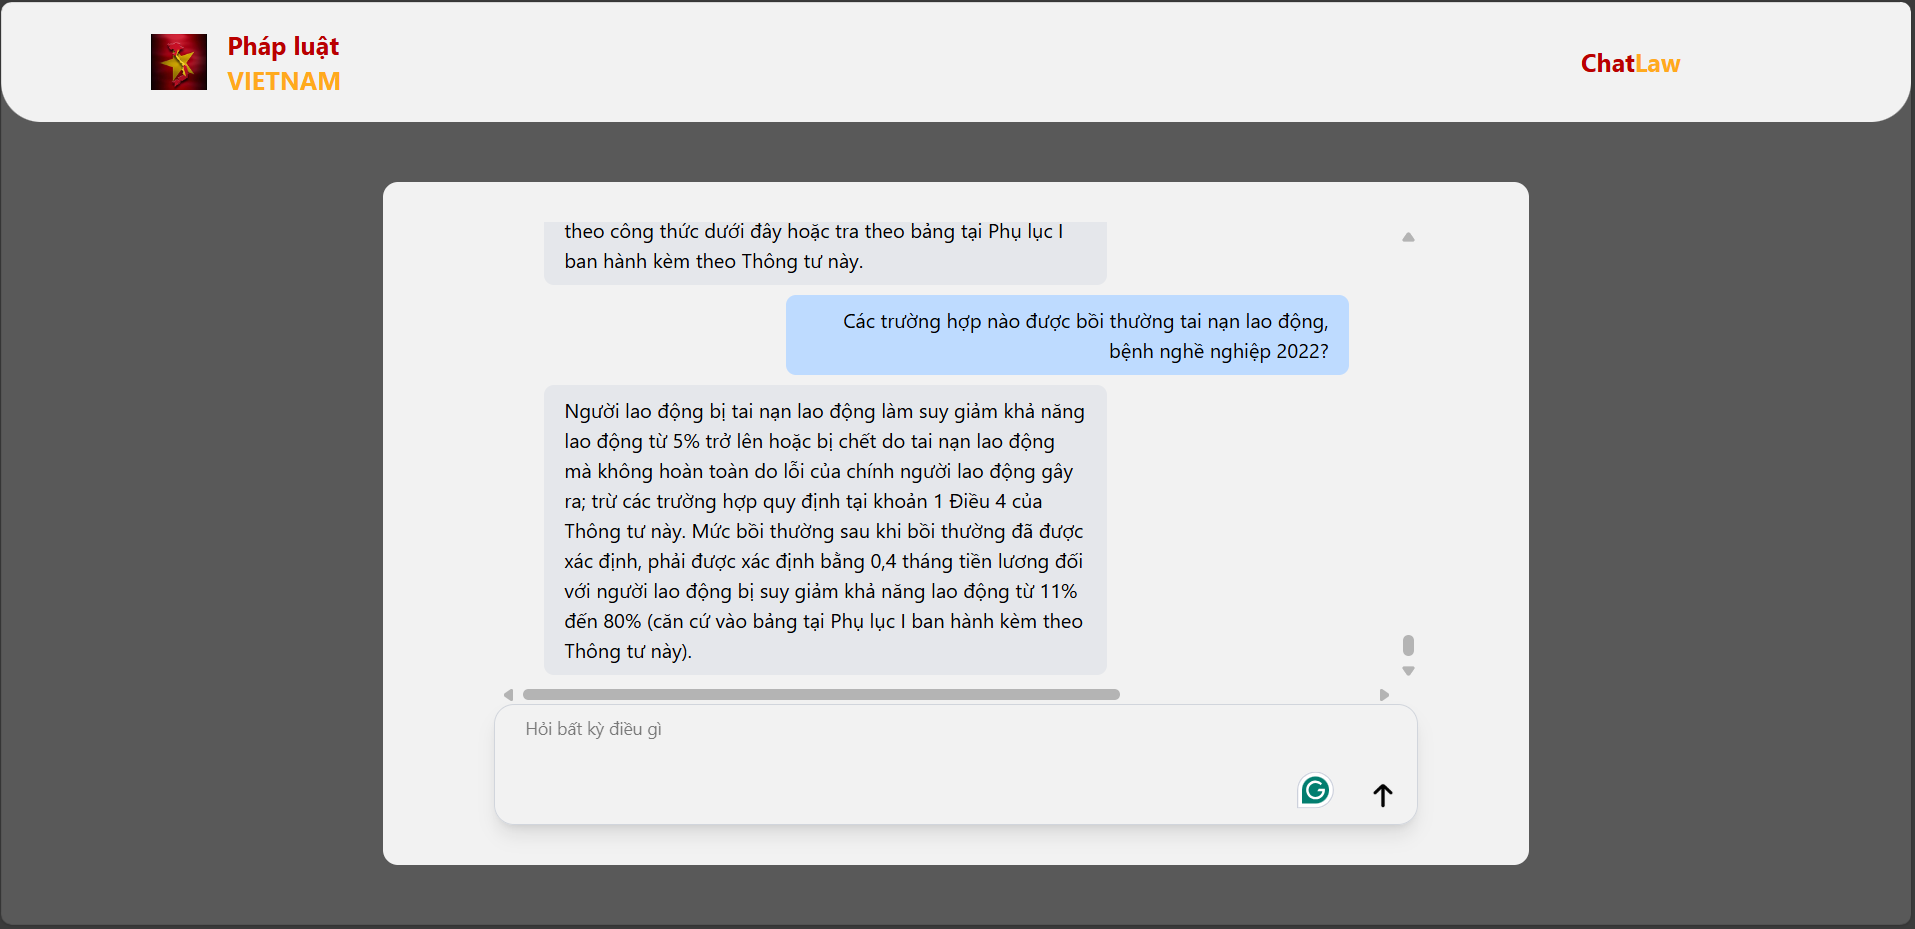 Pháp luật
VIETNAM
ChatLaw
theo công thức dưới đây hoặc tra theo bảng tại Phụ lục I
ban hành kèm theo Thông tư này.
Các trường hợp nào được bồi thường tai nạn lao động,
bệnh nghề nghiệp 2022?
Người lao động bị tai nạn lao động làm suy giảm khả năng
lao động từ 5% trở lên hoặc bị chết do tai nạn lao động
mà không hoàn toàn do lỗi của chính người lao động gây
ra; trừ các trường hợp quy định tại khoản 1 Điều 4 của
Thông tư này. Mức bồi thường sau khi bồi thường đã được
xác định, phải được xác định bằng 0,4 tháng tiền lương đối
với người lao động bị suy giảm khả năng lao động từ 11%
đến 80% (căn cứ vào bảng tại Phụ lục I ban hành kèm theo
Thông tư này).
Hỏi bất kỳ điều gì